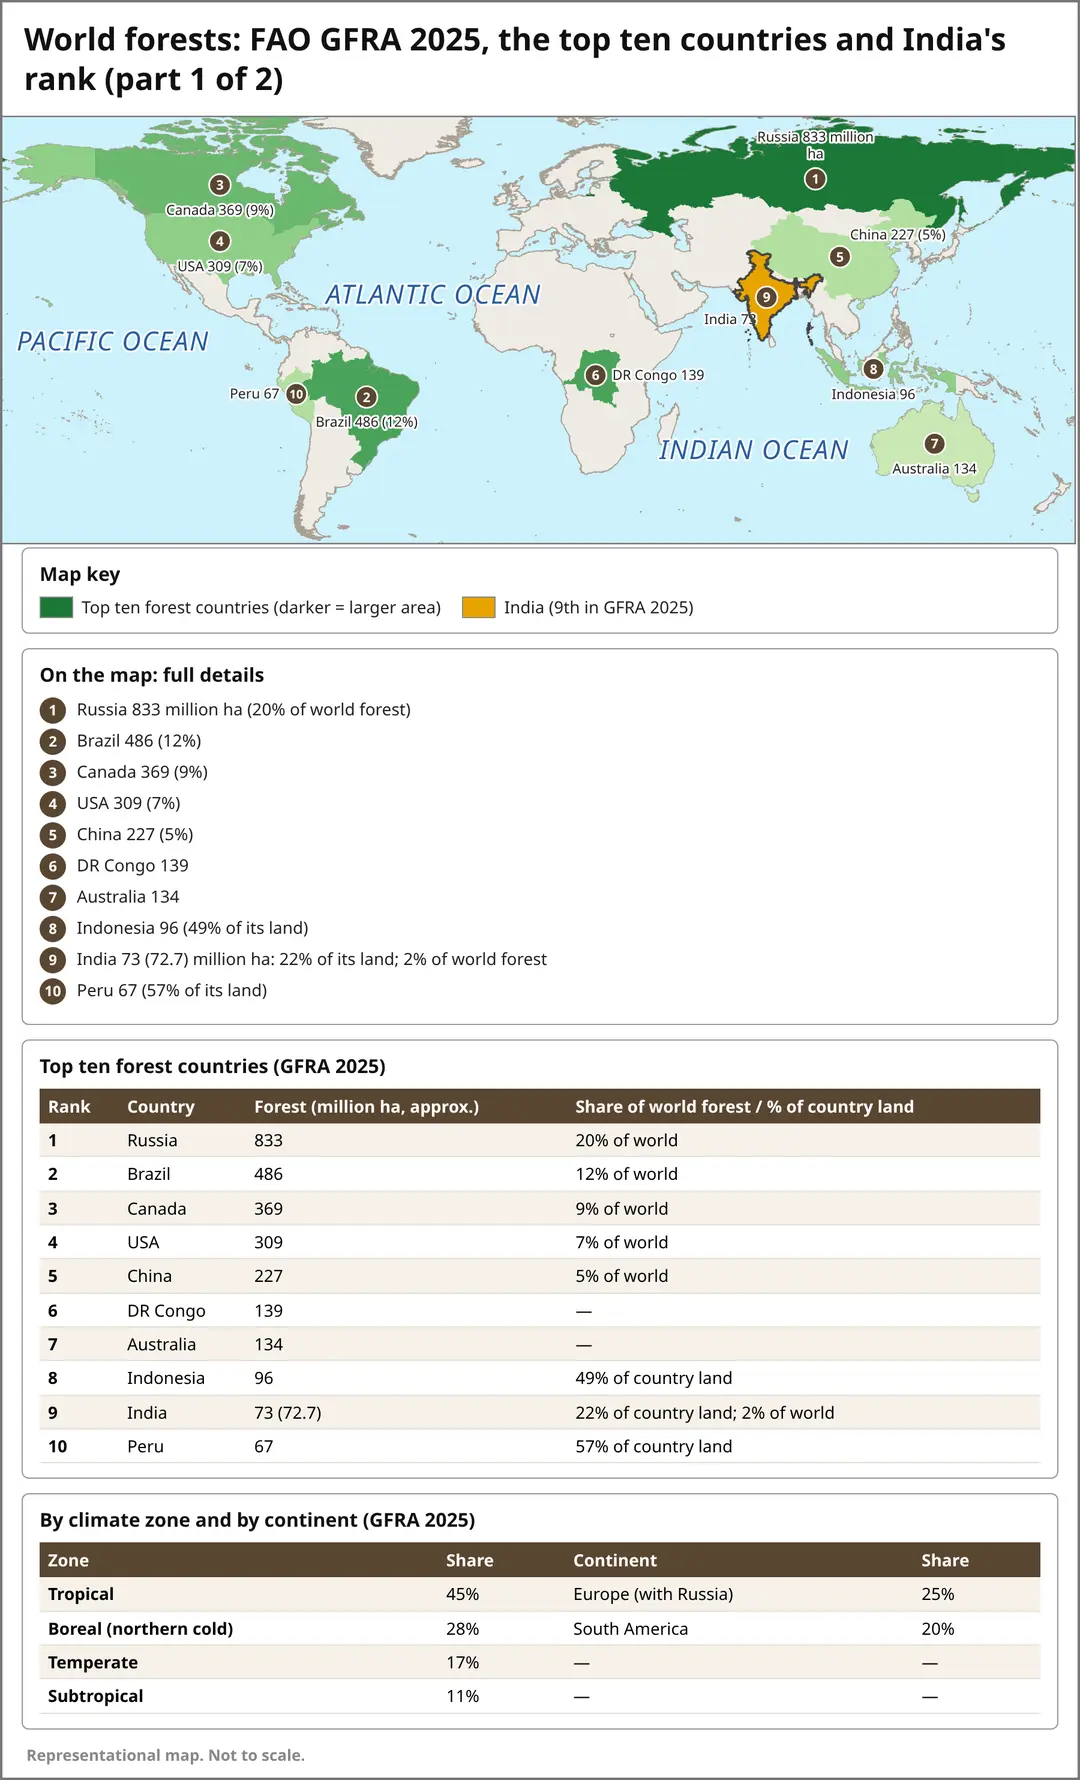 World forests: FAO GFRA 2025, the top ten countries and India's
rank (part 1 of 2)
Russia 833 million
ha
1
3
Canada 369 (9%)
China 227 (5%)
4
5
USA 309 (7%)
ATLANTIC OCEAN
9
India 73
PACIFIC OCEAN
6 DR Congo 139
8
Peru 67 10
2
Indonesia 96
Brazil 486 (12%)
INDIAN OCEAN
7
Australia 134
Map key
Top ten forest countries (darker = larger area) India (9th in GFRA 2025)
On the map: full details
1 Russia 833 million ha (20% of world forest)
2 Brazil 486 (12%)
3 Canada 369 (9%)
4 USA 309 (7%)
5 China 227 (5%)
6 DR Congo 139
7 Australia 134
8 Indonesia 96 (49% of its land)
9 India 73 (72.7) million ha: 22% of its land; 2% of world forest
10 Peru 67 (57% of its land)
Top ten forest countries (GFRA 2025)
Rank Country Forest (million ha, approx.) Share of world forest / % of country land
1 Russia 833 20% of world
2 Brazil 486 12% of world
3 Canada 369 9% of world
4 USA 309 7% of world
5 China 227 5% of world
6 DR Congo 139 —
7 Australia 134 —
8 Indonesia 96 49% of country land
9 India 73 (72.7) 22% of country land; 2% of world
10 Peru 67 57% of country land
By climate zone and by continent (GFRA 2025)
Zone Share Continent Share
Tropical 45% Europe (with Russia) 25%
Boreal (northern cold) 28% South America 20%
Temperate 17% — —
Subtropical 11% — —
Representational map. Not to scale.